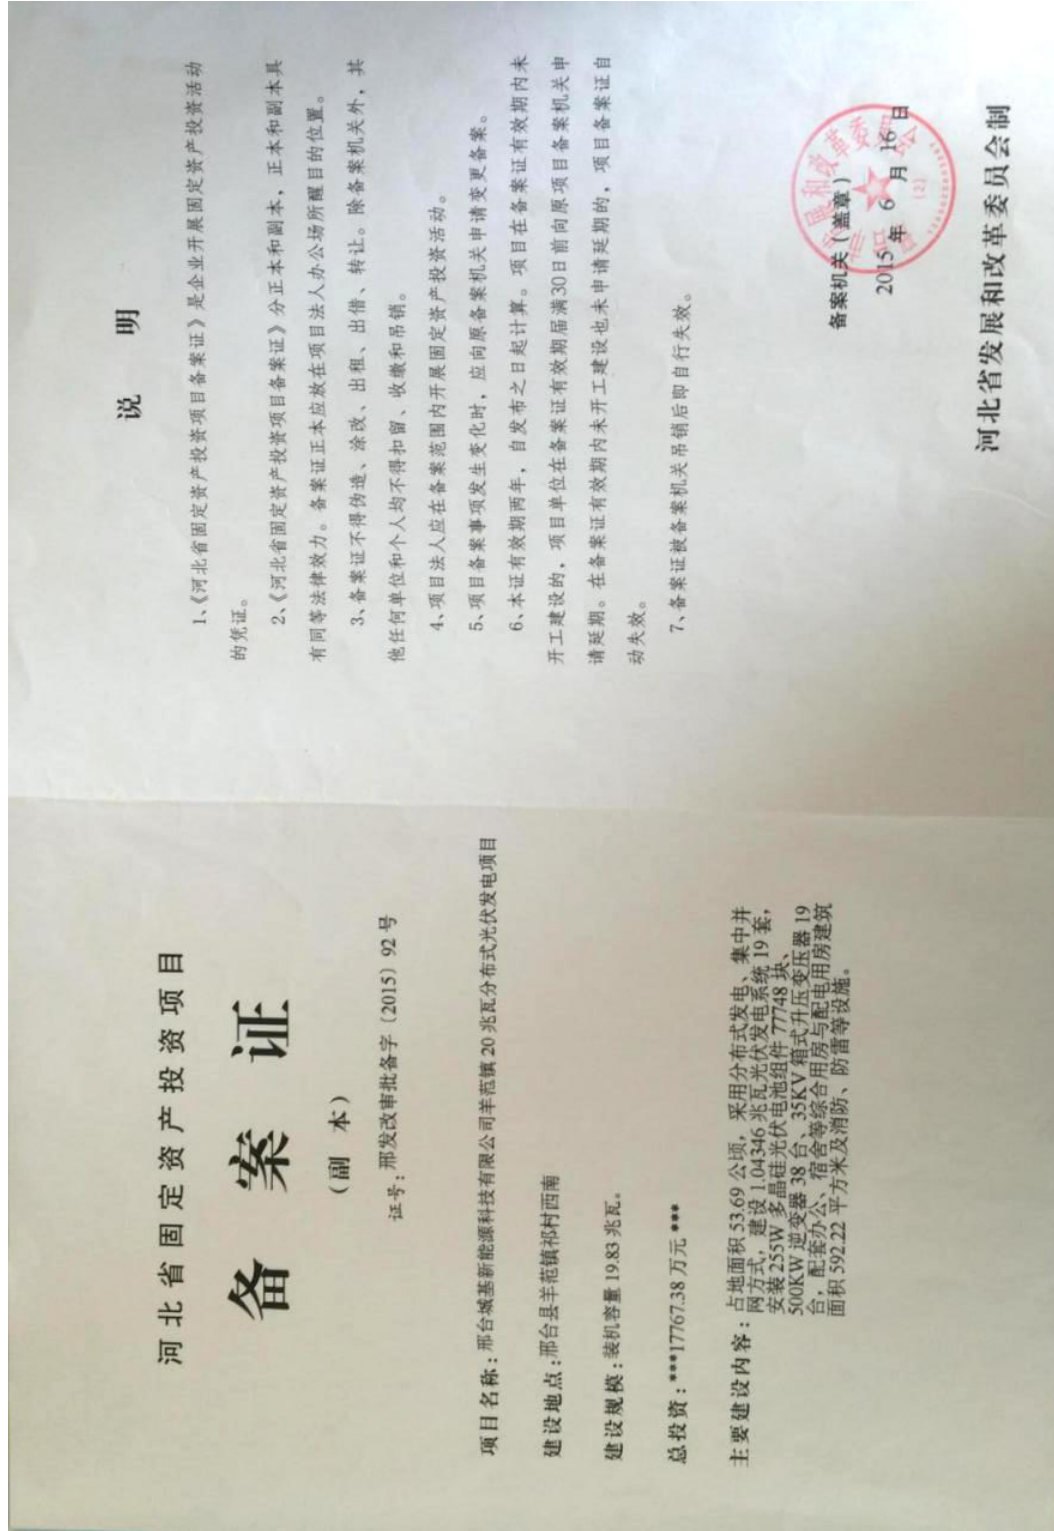 河北省固定资产投资项目
备案证
(副 本)
证号:邢发改审批备字〔2015〕92号
项目名称:邢台城基新能源科技有限公司羊范镇20兆瓦分布式光伏发电项目
建设地点:邢台县羊范镇祁村西南
建设规模:装机容量19.83兆瓦。
总投资:***17767.38万元***
主要建设内容:占地面积53.69公顷,采用分布式发电、集中并
网方式,建设1.04346兆瓦光伏发电系统19套,
安装255W多晶硅光伏电池组件77748块、
500KW逆变器38台、35KV箱式升压变压器19
台,配套办公、宿舍等综合用房与配电用房建筑
面积592.22平方米及消防、防雷等设施。
说 明
1、《河北省固定资产投资项目备案证》是企业开展固定资产投资活动
的凭证。
2、《河北省固定资产投资项目备案证》分正本和副本,正本和副本具
有同等法律效力。备案证正本应放在项目法人办公场所醒目的位置。
3、备案证不得伪造、涂改、出租、出借、转让。除备案机关外,其
他任何单位和个人均不得扣留、收缴和吊销。
4、项目法人应在备案范围内开展固定资产投资活动。
5、项目备案事项发生变化时,应向原备案机关申请变更备案。
6、本证有效期两年,自发布之日起计算。项目在备案证有效期内未
开工建设的,项目单位在备案证有效期届满30日前向原项目备案机关申
请延期。在备案证有效期内未开工建设也未申请延期的,项目备案证自
动失效。
7、备案证被备案机关吊销后即自行失效。
备案机关(盖章)
2015年6月16日
河北省发展和改革委员会制